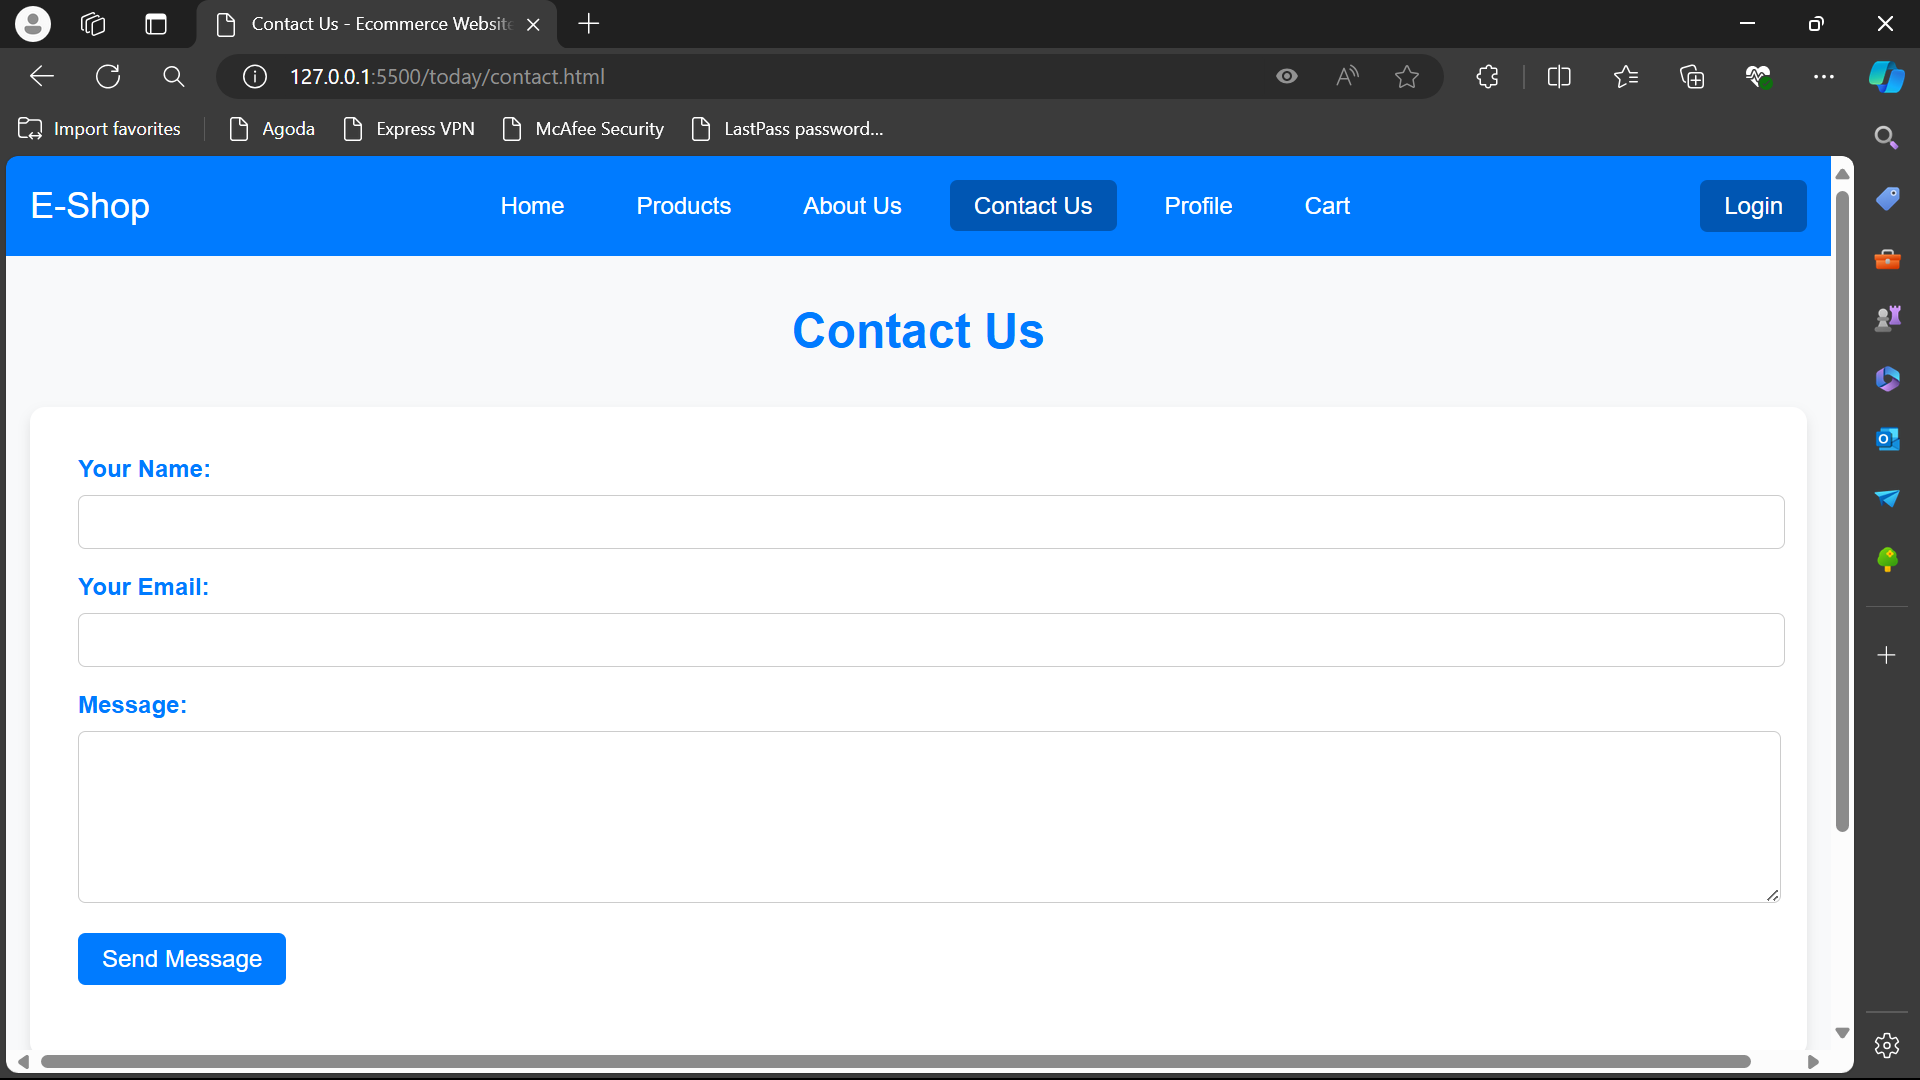 Contact Us - Ecommerce Website
127.0.0.1:5500/today/contact.html
Import favorites Agoda Express VPN McAfee Security LastPass password...
E-Shop Home Products About Us Contact Us Profile Cart Login
Contact Us
Your Name:
Your Email:
Message:
Send Message